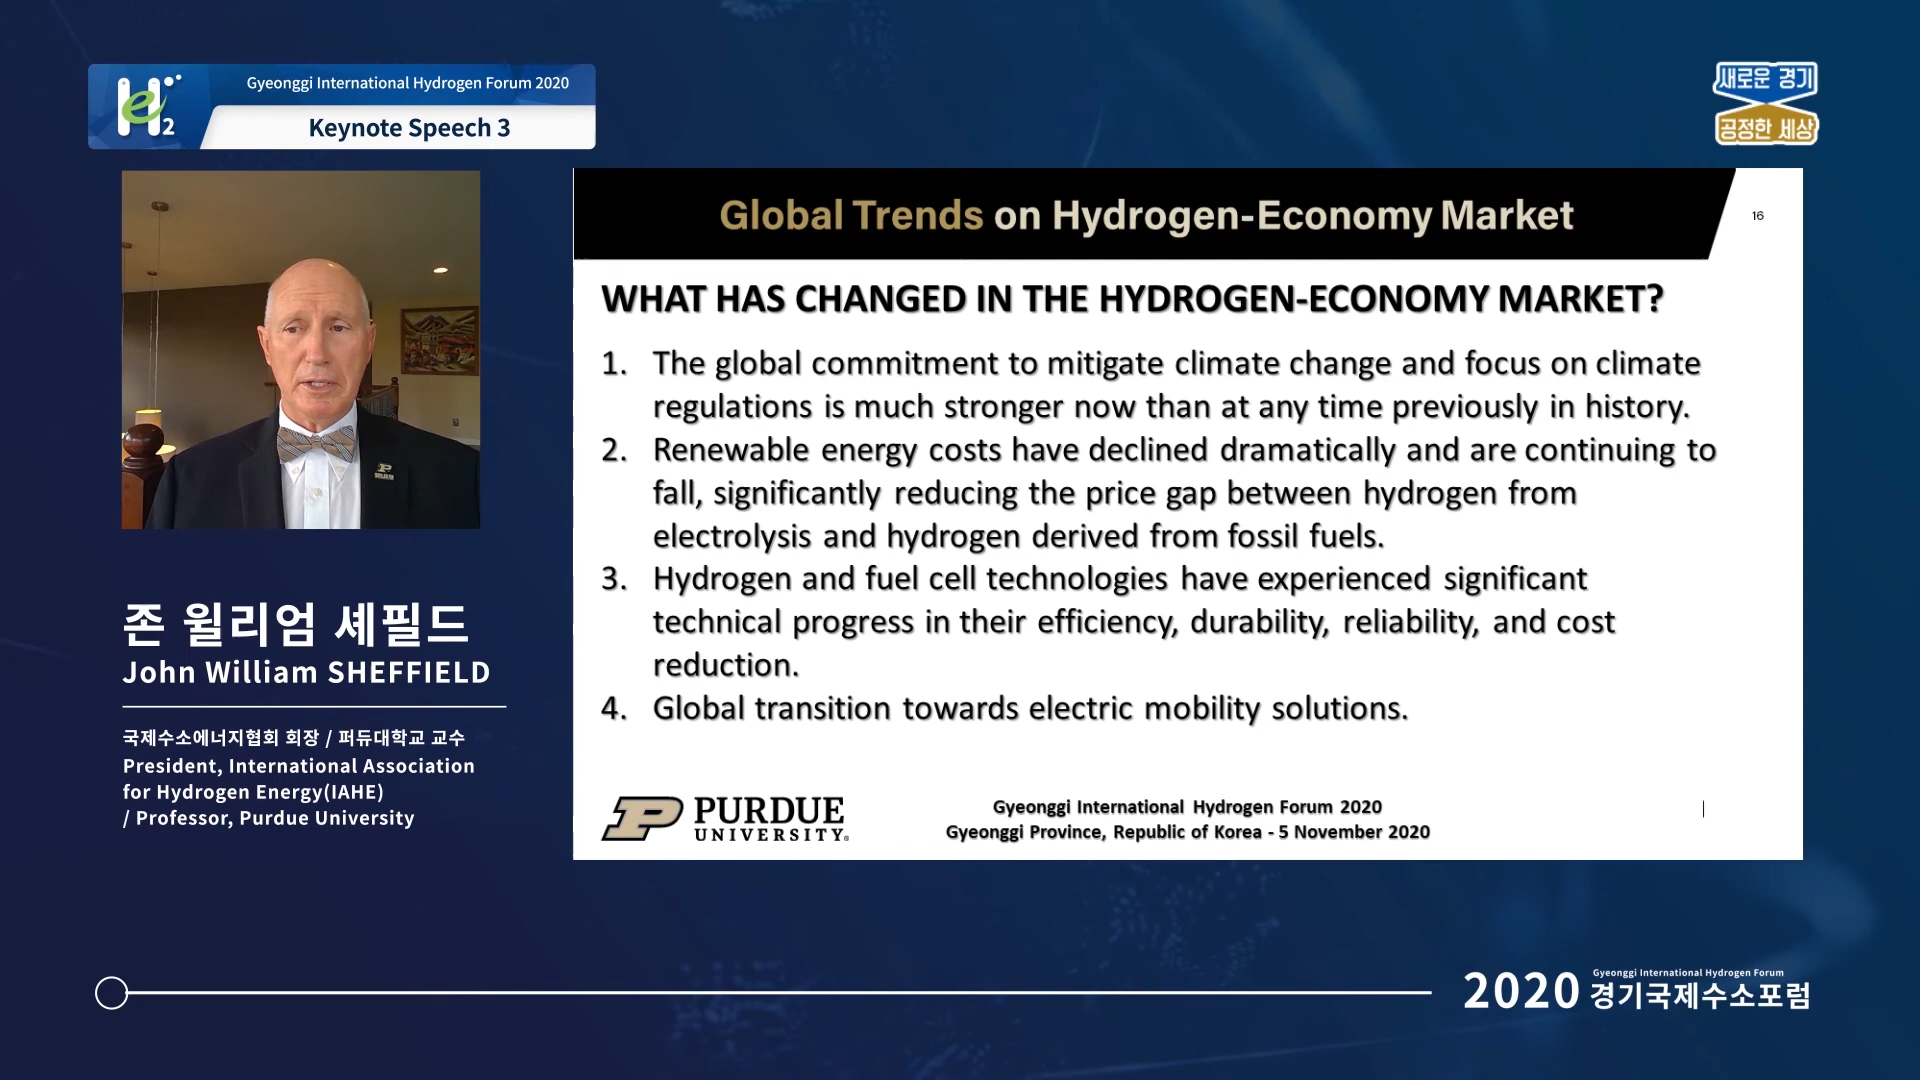 H2
e
Gyeonggi International Hydrogen Forum 2020
Keynote Speech 3
새로운 경기
공정한 세상
Global Trends on Hydrogen-Economy Market
16
WHAT HAS CHANGED IN THE HYDROGEN-ECONOMY MARKET?
1. The global commitment to mitigate climate change and focus on climate
regulations is much stronger now than at any time previously in history.
2. Renewable energy costs have declined dramatically and are continuing to
fall, significantly reducing the price gap between hydrogen from
electrolysis and hydrogen derived from fossil fuels.
3. Hydrogen and fuel cell technologies have experienced significant
technical progress in their efficiency, durability, reliability, and cost
reduction.
4. Global transition towards electric mobility solutions.
P PURDUE
UNIVERSITY®
Gyeonggi International Hydrogen Forum 2020
Gyeonggi Province, Republic of Korea - 5 November 2020
P
존 윌리엄 셰필드
John William SHEFFIELD
국제수소에너지협회 회장 / 퍼듀대학교 교수
President, International Association
for Hydrogen Energy(IAHE)
/ Professor, Purdue University
Gyeonggi International Hydrogen Forum
2020 경기국제수소포럼